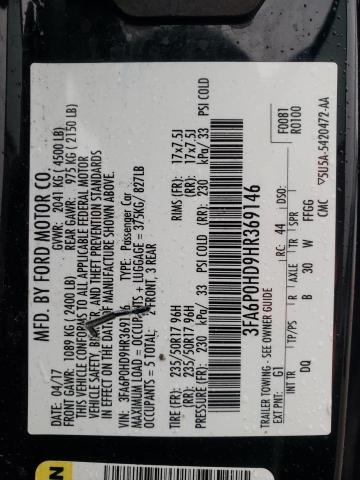 MFD. BY FORD MOTOR CO.
DATE: 04/17 GVWR: 2041 KG ( 4500 LB)
FRONT GAWR: 1089 KG (2400 LB) REAR GAWR: 975 KG ( 2150 LB)
THIS VEHICLE CONFORMS TO ALL APPLICABLE FEDERAL MOTOR
VEHICLE SAFETY, BUMPER, AND THEFT PREVENTION STANDARDS
IN EFFECT ON THE DATE OF MANUFACTURE SHOWN ABOVE.
VIN: 3FA6P0HD9HR369146 TYPE: Passenger Car
MAXIMUM LOAD = OCCUPANTS + LUGGAGE = 375KG/ 827LB
OCCUPANTS = 5 TOTAL: 2 FRONT, 3 REAR
TIRE (FR) 235/50R17 96H RIMS (FR) 17x7.5J
TIRE (RR) 235/50R17 96H (RR) 17x7.5J
PRESSURE (FR) 230 kPa/ 33 PSI COLD (RR) 230 kPa/ 33 PSI COLD
3FA6P0HD9HR369146
TRAILER TOWING - SEE OWNER GUIDE F0081
R0100
EXT PNT: G1 RC: 44 DSO:
INT TR TP/PS R AXLE TR SPR
DQ B 30 W FFGG
CMC ▽5U5A-5420472-AA